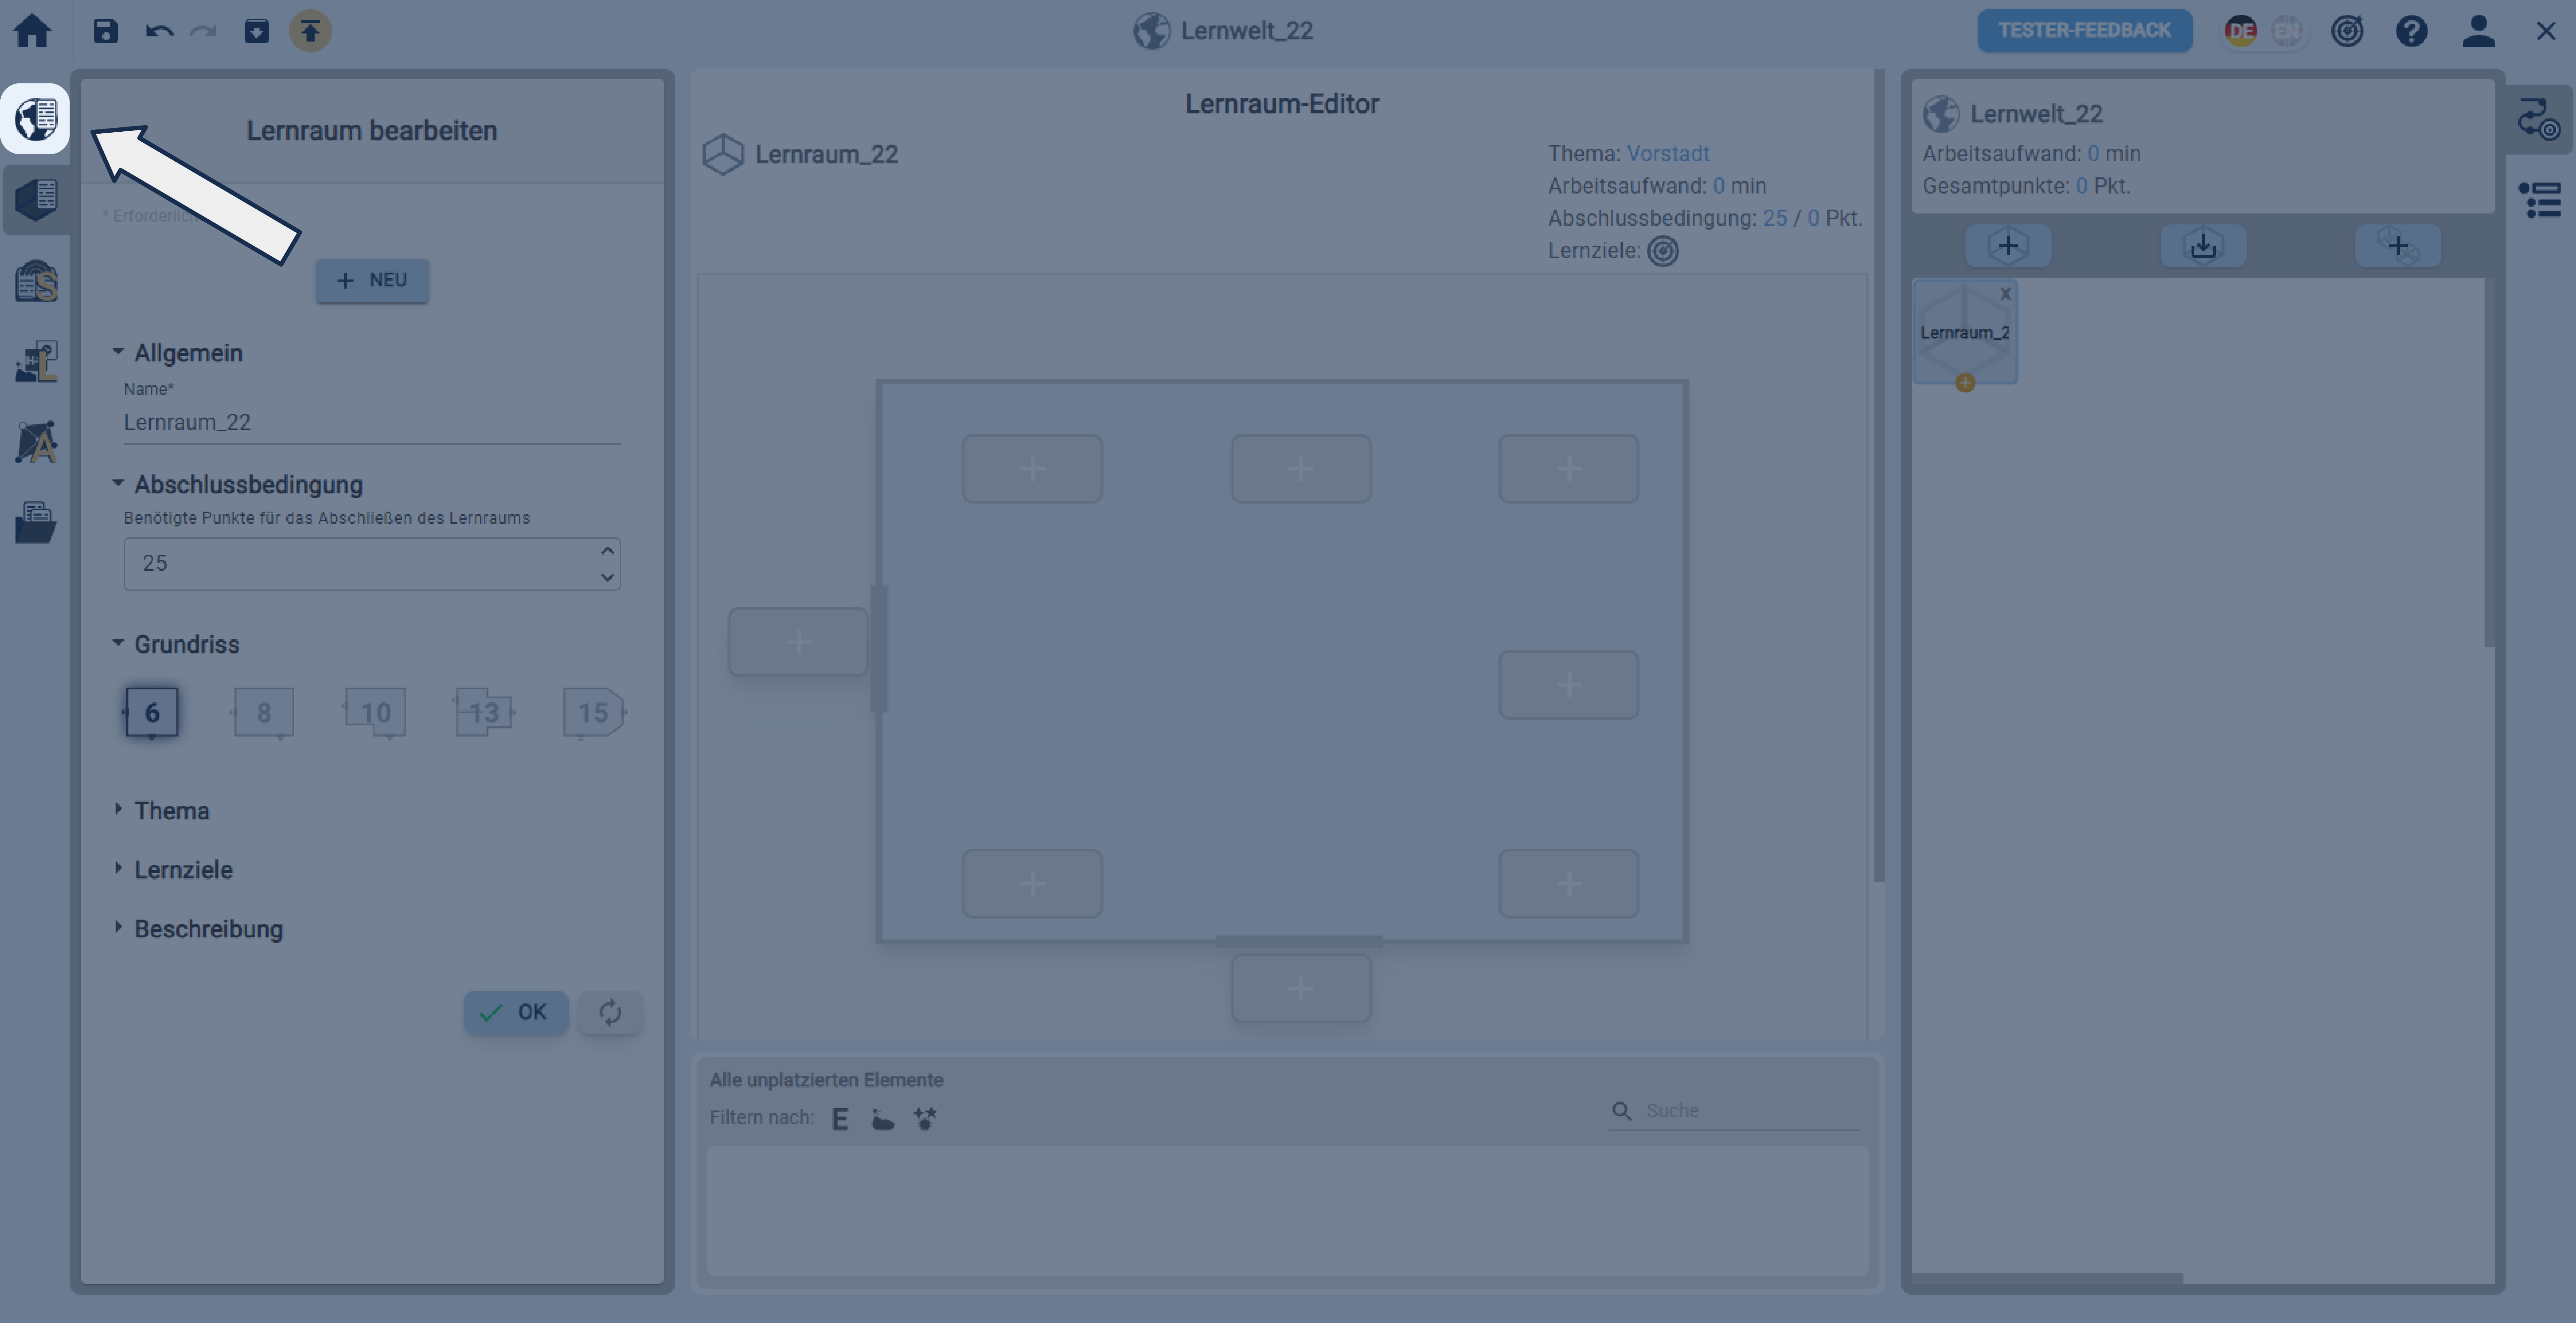 Lernwelt_22
TESTER-FEEDBACK
DE
EN
Lernraum bearbeiten
NEU
Allgemein
Name*
Lernraum_22
Abschlussbedingung
Benötigte Punkte für das Abschließen des Lernraums
25
Grundriss
6
8
10
13
15
Thema
Lernziele
Beschreibung
OK
Lernraum-Editor
Lernraum_22
Thema: Vorstadt
Arbeitsaufwand: 0 min
Abschlussbedingung: 25 / 0 Pkt.
Lernziele:
Alle unplatzierten Elemente
Filtern nach: E
Suche
Lernwelt_22
Arbeitsaufwand: 0 min
Gesamtpunkte: 0 Pkt.
x
Lernraum_2
S
L
A